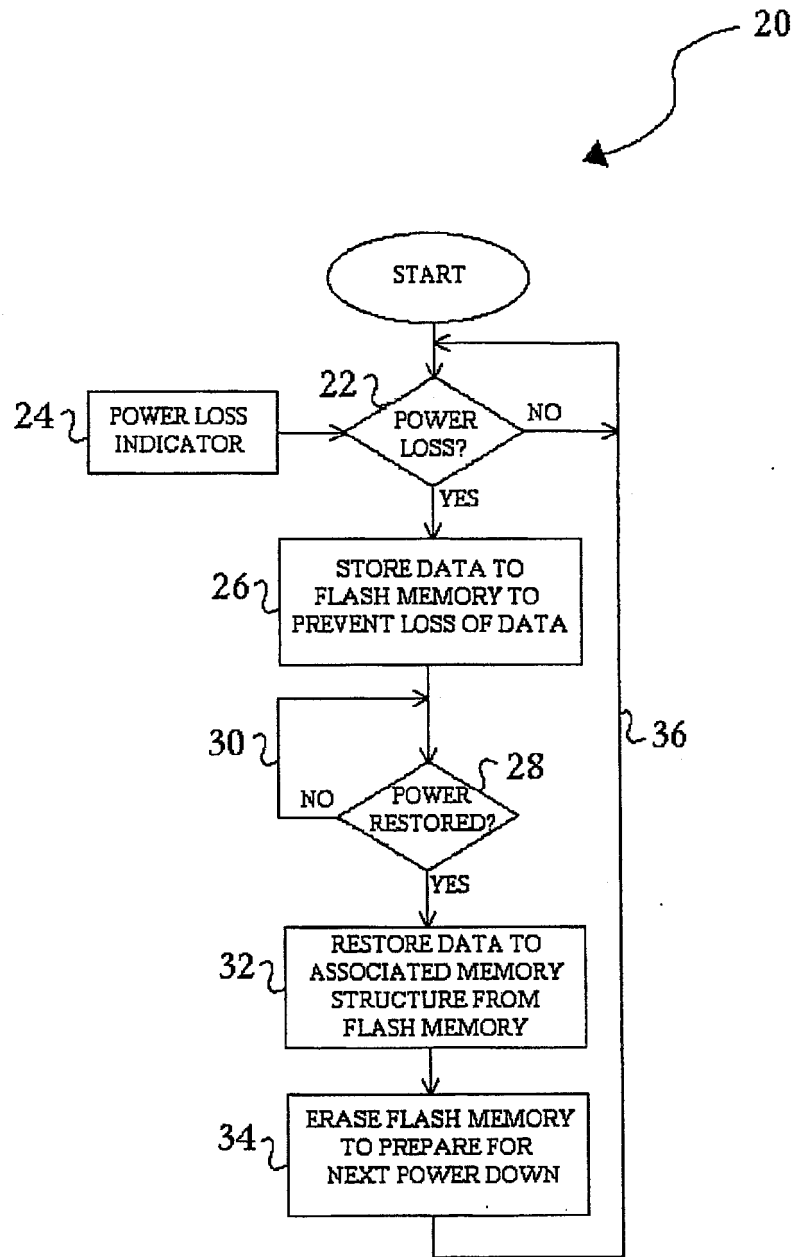 20
START
22
POWER
LOSS?
NO
24
POWER LOSS
INDICATOR
YES
26
STORE DATA TO
FLASH MEMORY TO
PREVENT LOSS OF DATA
30
36
28
NO
POWER
RESTORED?
YES
32
RESTORE DATA TO
ASSOCIATED MEMORY
STRUCTURE FROM
FLASH MEMORY
34
ERASE FLASH MEMORY
TO PREPARE FOR
NEXT POWER DOWN